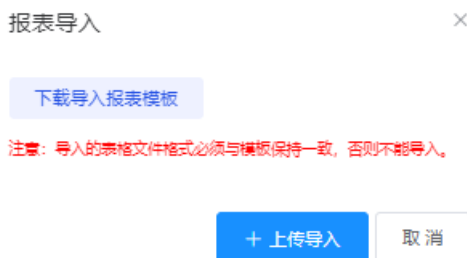 报表导入
下载导入报表模板
注意：导入的表格文件格式必须与模板保持一致，否则不能导入。
+ 上传导入
取消